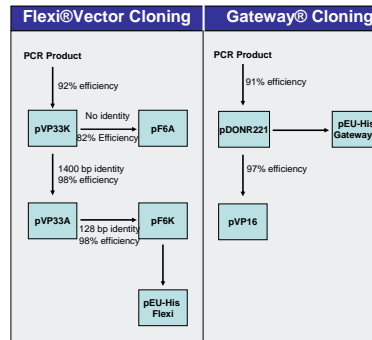 Flexi®Vector Cloning
PCR Product
92% efficiency
No identity
pVP33K
pF6A
82% Efficiency
1400 bp identity
98% efficiency
pVP33A
pF6K
128 bp identity
98% efficiency
pEU-His
Flexi
Gateway® Cloning
PCR Product
91% efficiency
pDONR221
pEU-His
Gateway
97% efficiency
pVP16